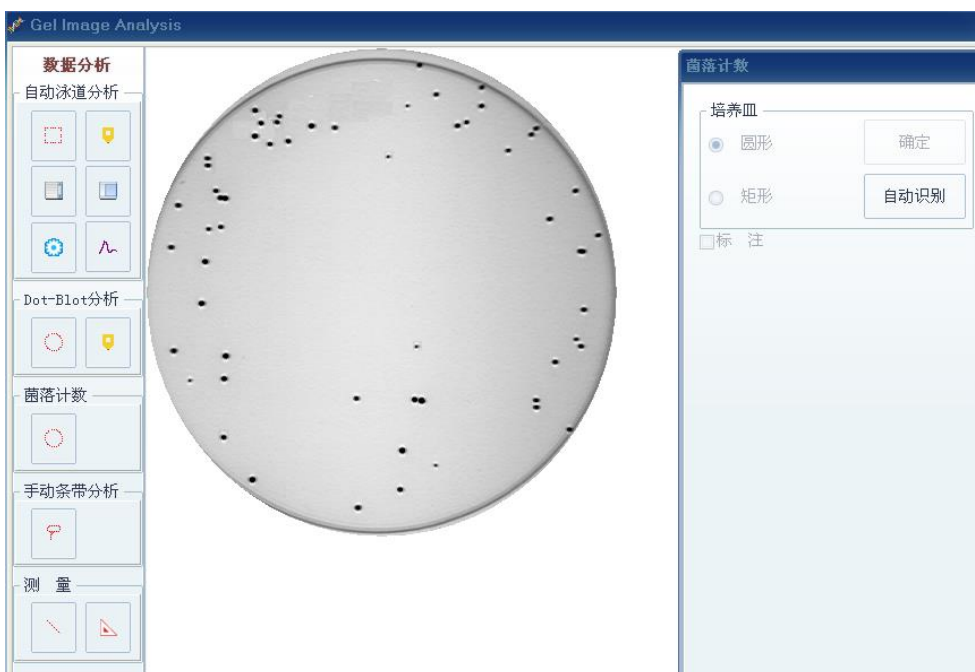 Gel Image Analysis
数据分析
自动泳道分析
Dot-Blot分析
菌落计数
手动条带分析
测 量
菌落计数
培养皿
圆形
确定
矩形
自动识别
标 注